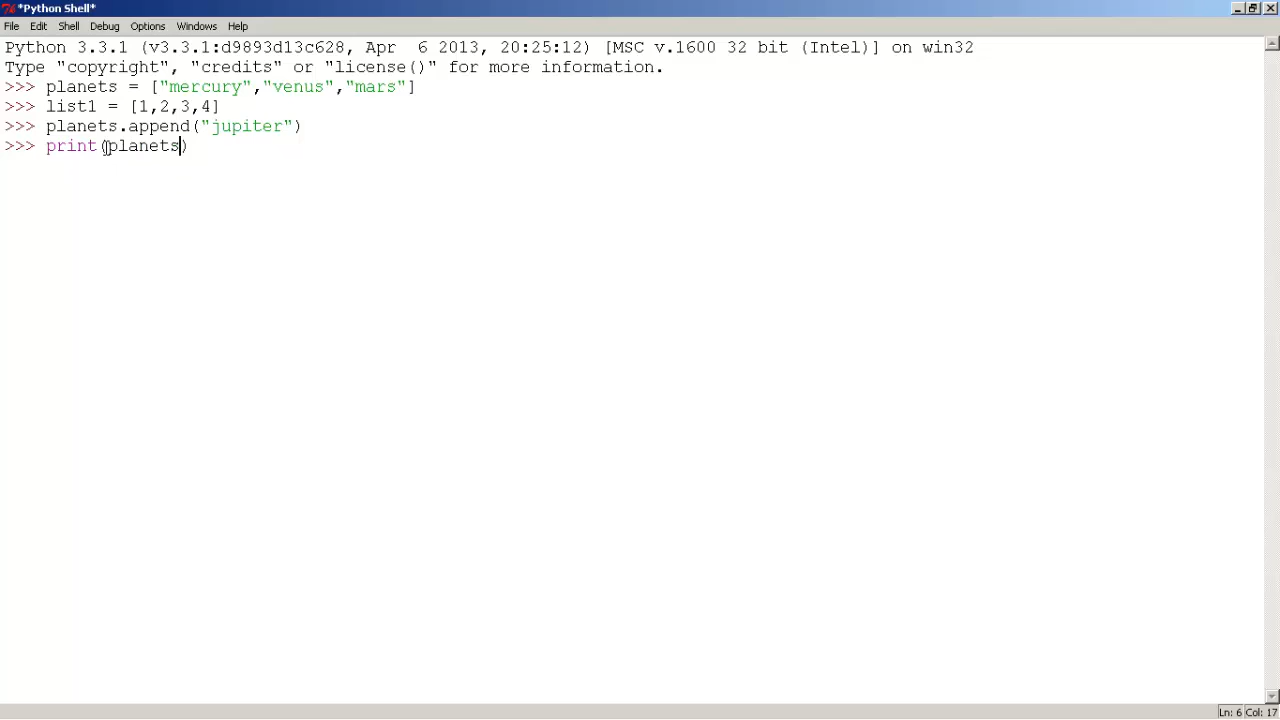 *Python Shell*
File Edit Shell Debug Options Windows Help
Python 3.3.1 (v3.3.1:d9893d13c628, Apr  6 2013, 20:25:12) [MSC v.1600 32 bit (Intel)] on win32
Type "copyright", "credits" or "license()" for more information.
>>> planets = ["mercury","venus","mars"]
>>> list1 = [1,2,3,4]
>>> planets.append("jupiter")
>>> print(planets)
Ln: 6 Col: 17